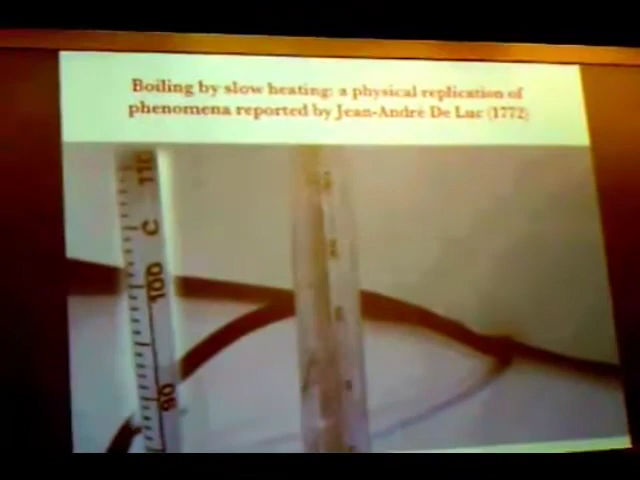 Boiling by slow heating: a physical replication of
phenomena reported by Jean-André De Luc (1772)
110
C
100
90